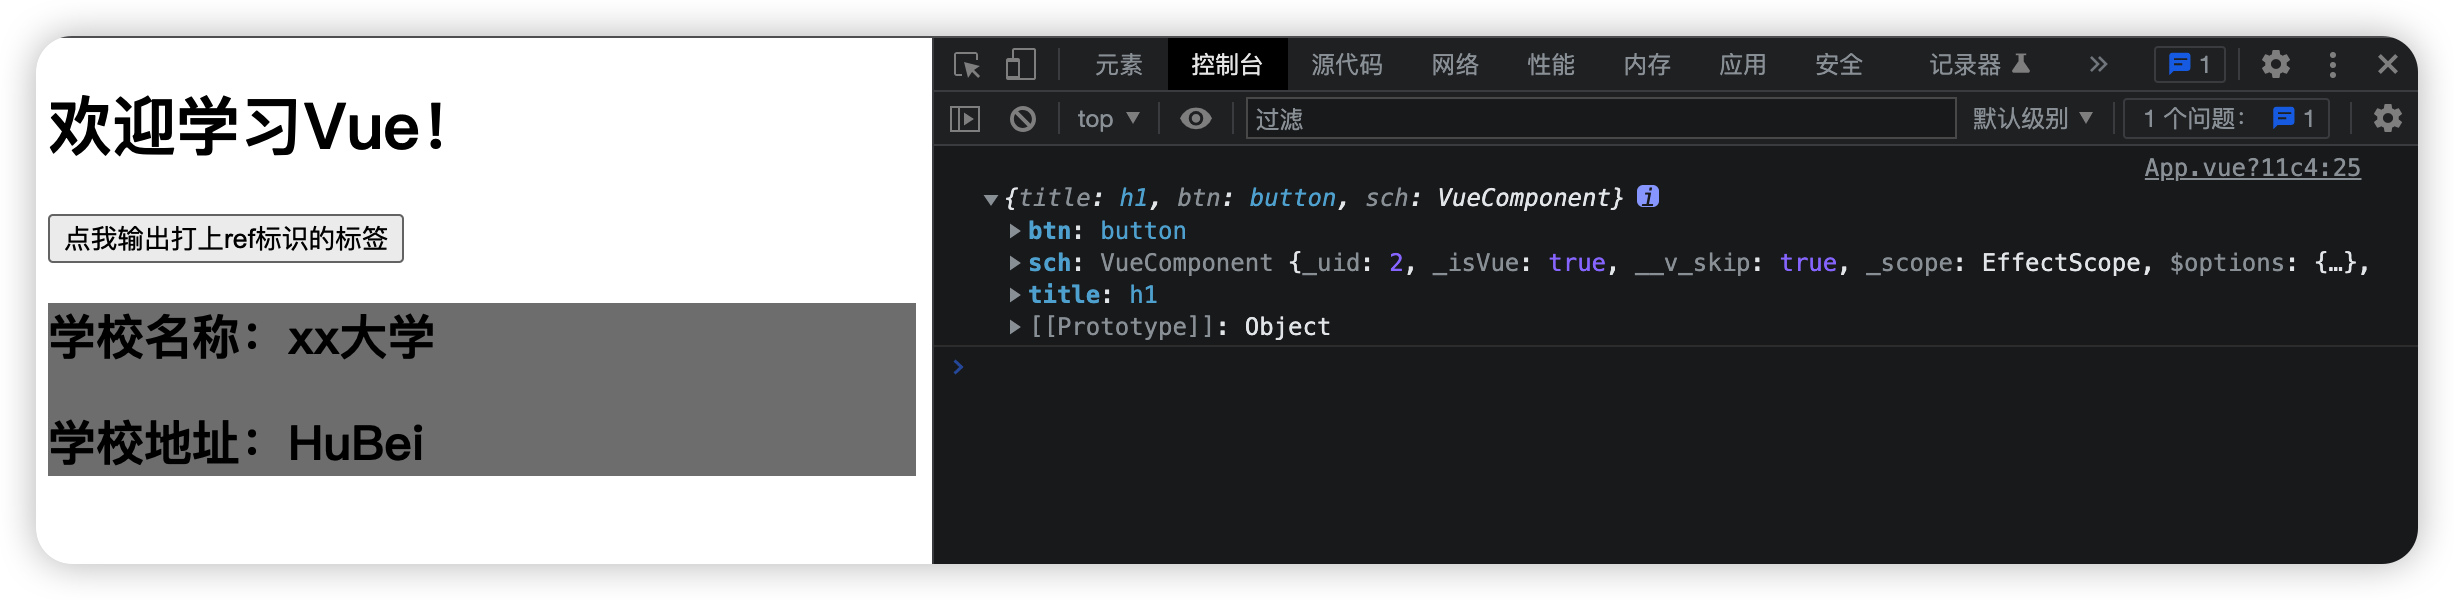 欢迎学习Vue！
点我输出打上ref标识的标签
学校名称：xx大学
学校地址：HuBei
元素 控制台 源代码 网络 性能 内存 应用 安全 记录器 1
top 过滤 默认级别 1 个问题： 1
App.vue?11c4:25
{title: h1, btn: button, sch: VueComponent} i
btn: button
sch: VueComponent {_uid: 2, _isVue: true, __v_skip: true, _scope: EffectScope, $options: {…},
title: h1
[[Prototype]]: Object